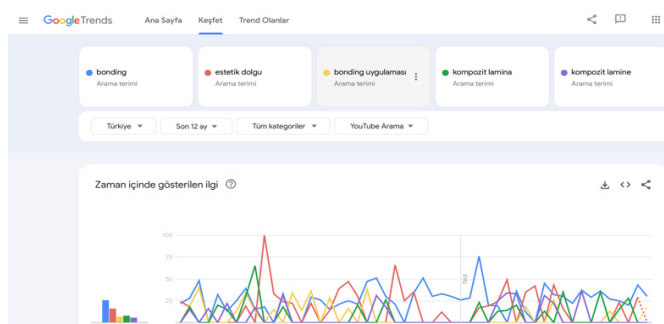 Google Trends Ana Sayfa Keşfet Trend Olanlar
bonding
Arama terimi
estetik dolgu
Arama terimi
bonding uygulaması
Arama terimi
kompozit lamina
Arama terimi
kompozit lamine
Arama terimi
Türkiye Son 12 ay Tüm kategoriler YouTube Arama
Zaman içinde gösterilen ilgi
100
75
50
25
Not